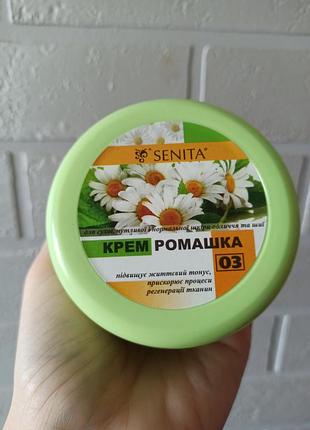 SENITA®
для сухої, чутливої і нормальної шкіри обличчя та шиї
КРЕМ РОМАШКА
03
підвищує життєвий тонус,
прискорює процеси
регенерації тканин